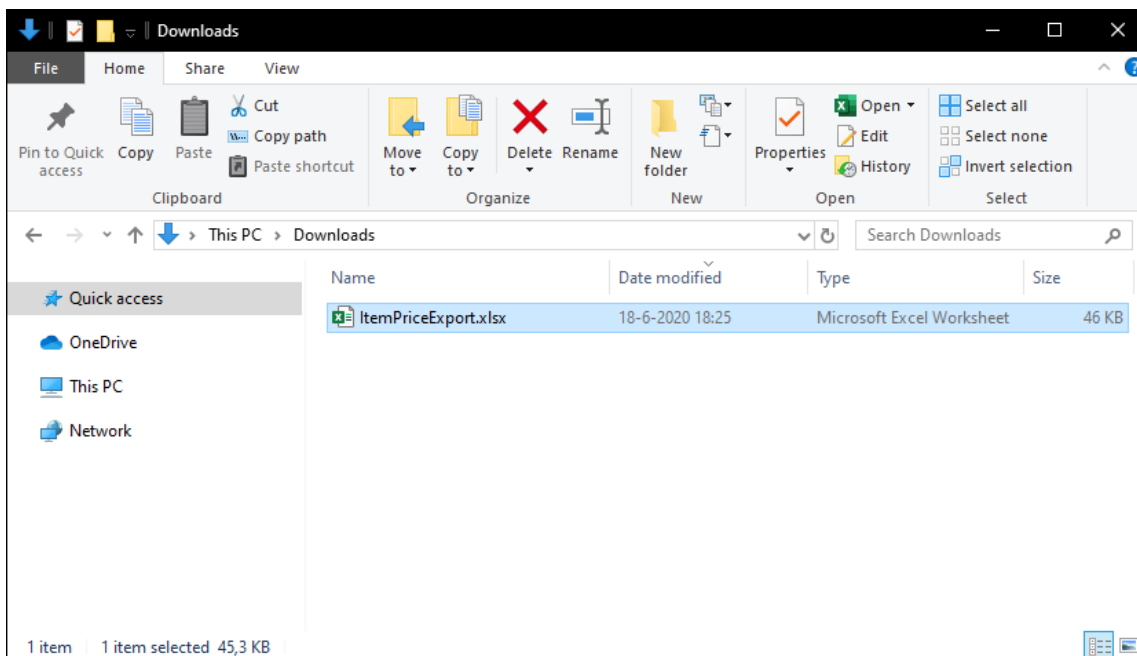 Downloads
File Home Share View
Pin to Quick access
Copy
Paste
Cut
Copy path
Paste shortcut
Clipboard
Move to
Copy to
Delete
Rename
Organize
New folder
New
Properties
Open
Edit
History
Open
Select all
Select none
Invert selection
Select
This PC Downloads
Search Downloads
Name Date modified Type Size
Quick access
OneDrive
This PC
Network
ItemPriceExport.xlsx 18-6-2020 18:25 Microsoft Excel Worksheet 46 KB
1 item 1 item selected 45,3 KB